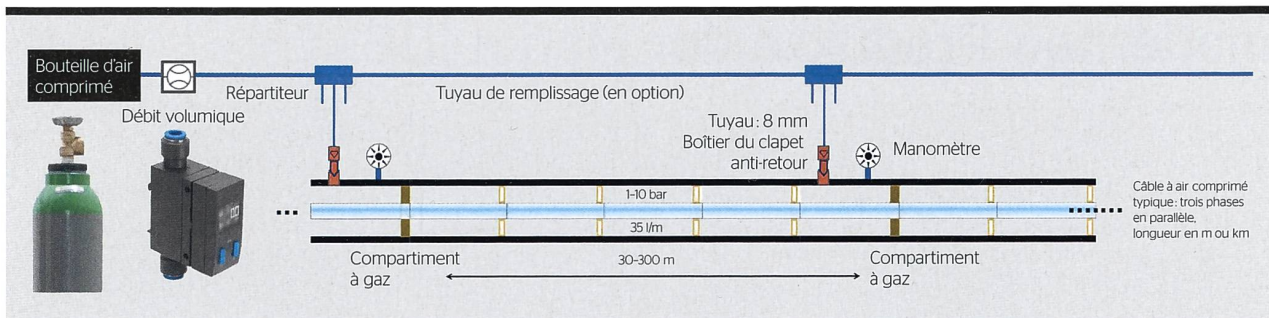 Bouteille d'air
comprimé
Répartiteur
Tuyau de remplissage (en option)
Débit volumique
Tuyau: 8 mm
Boîtier du clapet
anti-retour
Manomètre
1-10 bar
35 l/m
Câble à air comprimé
typique: trois phases
en parallèle,
longueur en m ou km
Compartiment
à gaz
30-300 m
Compartiment
à gaz